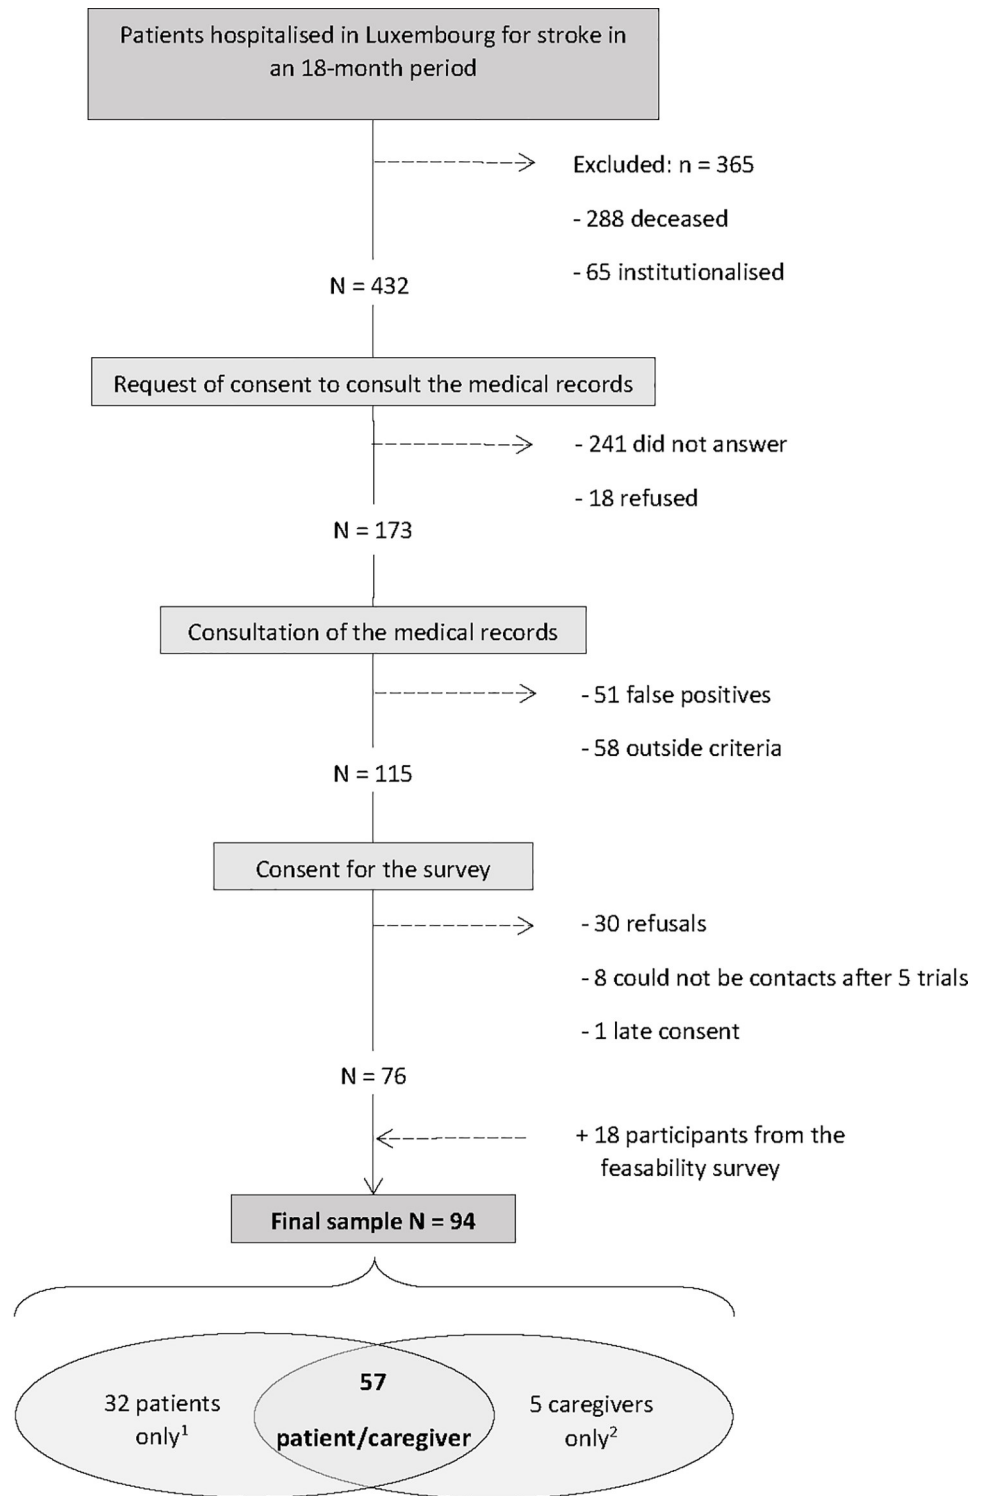 Patients hospitalised in Luxembourg for stroke in
an 18-month period
Excluded: n = 365
- 288 deceased
- 65 institutionalised
N = 432
Request of consent to consult the medical records
- 241 did not answer
- 18 refused
N = 173
Consultation of the medical records
- 51 false positives
- 58 outside criteria
N = 115
Consent for the survey
- 30 refusals
- 8 could not be contacts after 5 trials
- 1 late consent
N = 76
+ 18 participants from the
feasability survey
Final sample N = 94
32 patients
only¹
57
patient/caregiver
5 caregivers
only²